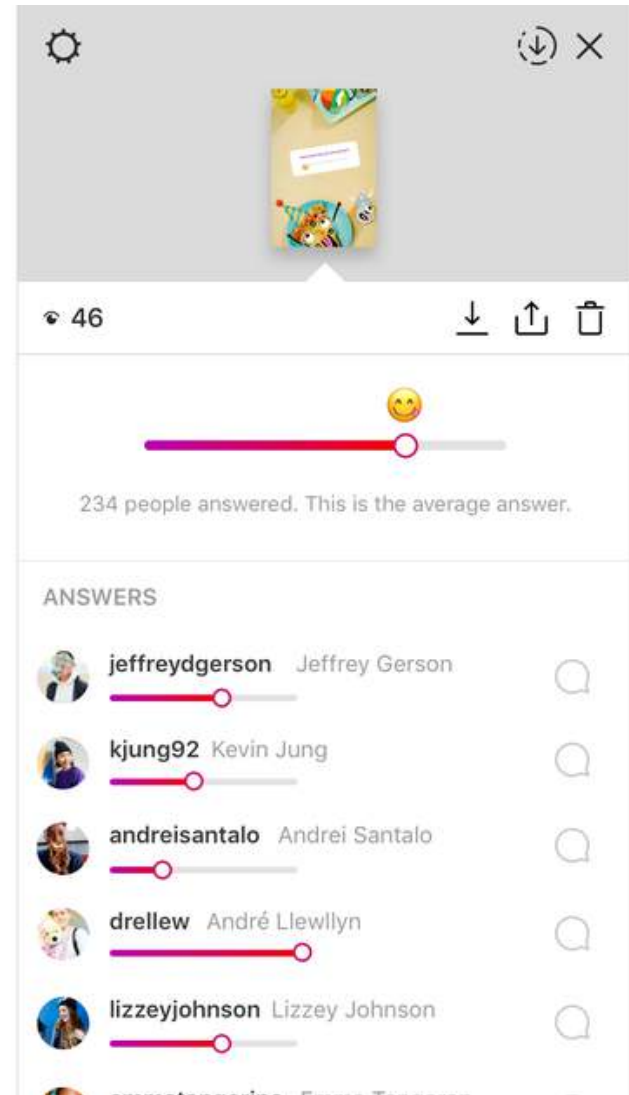 46
234 people answered. This is the average answer.
ANSWERS
jeffreydgerson Jeffrey Gerson
kjung92 Kevin Jung
andreisantalo Andrei Santalo
drellew André Llewllyn
lizzeyjohnson Lizzey Johnson